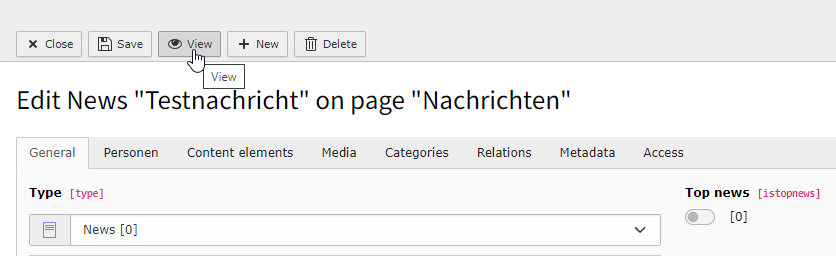 Close Save View New Delete
View
Edit News "Testnachricht" on page "Nachrichten"
General Personen Content elements Media Categories Relations Metadata Access
Type [type] Top news [istopnews]
News [0] [0]